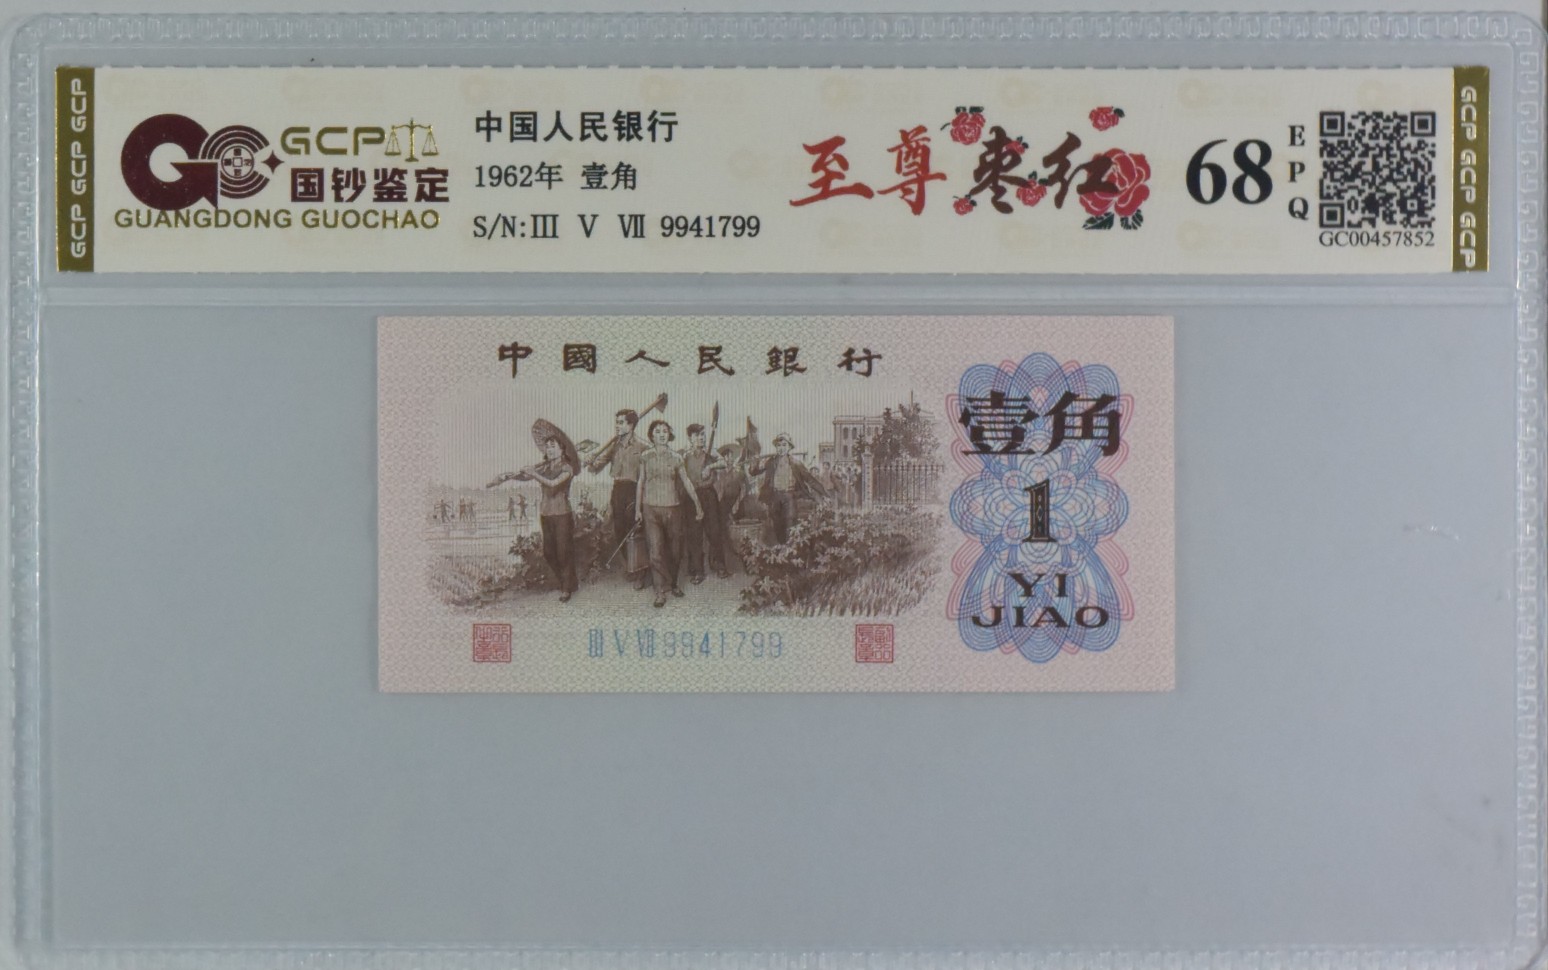 GCP GCP GCP
GCP
国钞鉴定
GUANGDONG GUOCHAO
中国人民银行
1962年 壹角
S/N:III V VII 9941799
至尊枣红
68
EPQ
GC00457852
GCP GCP GCP
中國人民銀行
壹角
1
YI
JIAO
III V VII 9941799